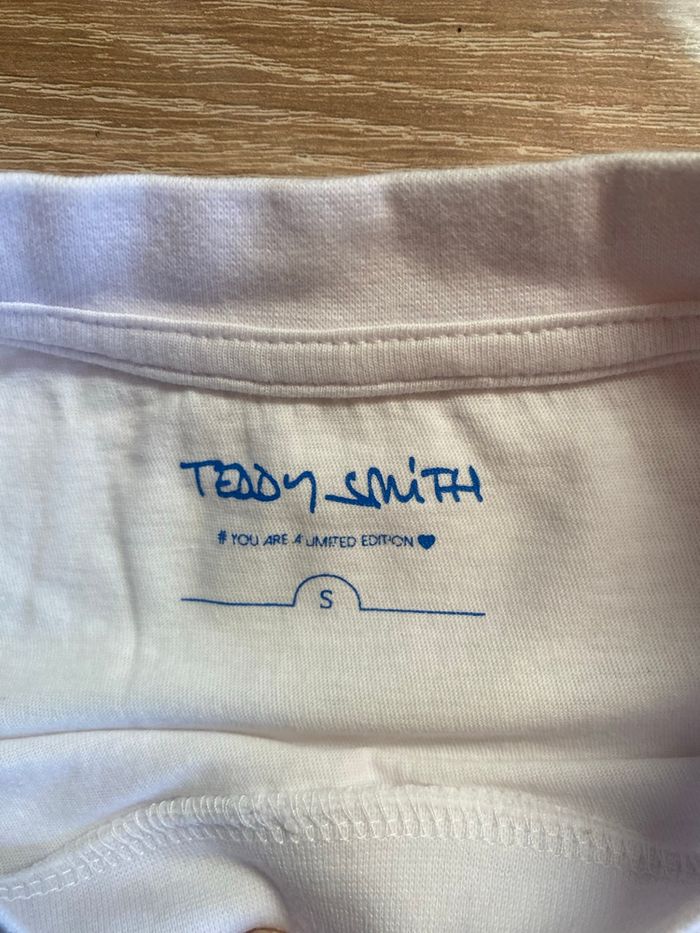 TEDDY SMITH
# YOU ARE A LIMITED EDITION ♥
S